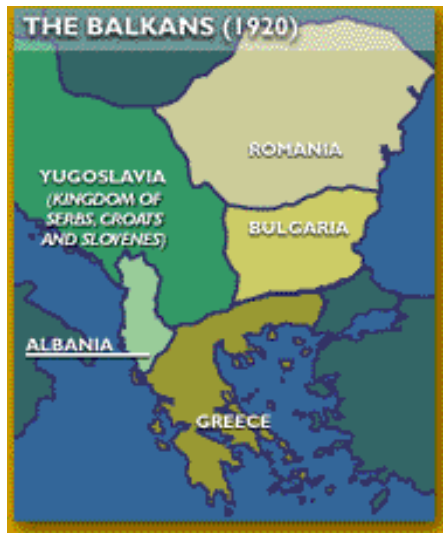 THE BALKANS (1920)
ROMANIA
YUGOSLAVIA
(KINGDOM OF
SERBS, CROATS
AND SLOVENES)
BULGARIA
ALBANIA
GREECE